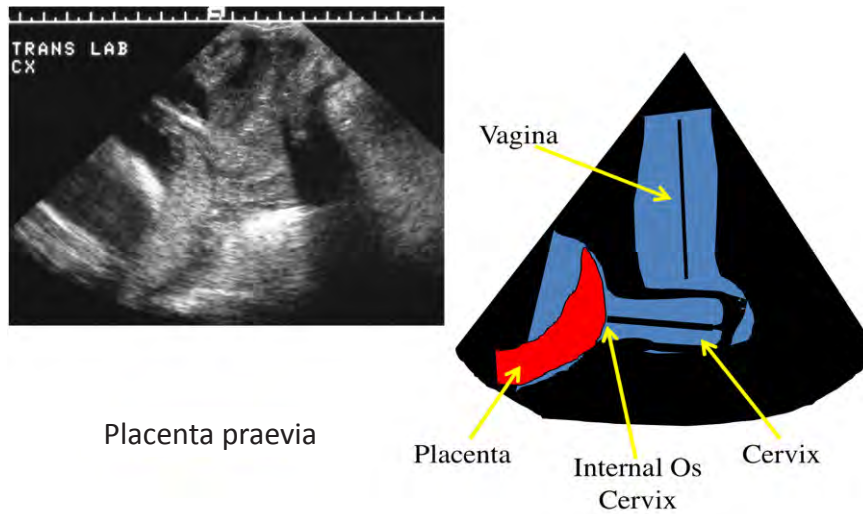 TRANS LAB
CX
Vagina
Placenta praevia
Placenta
Internal Os
Cervix
Cervix